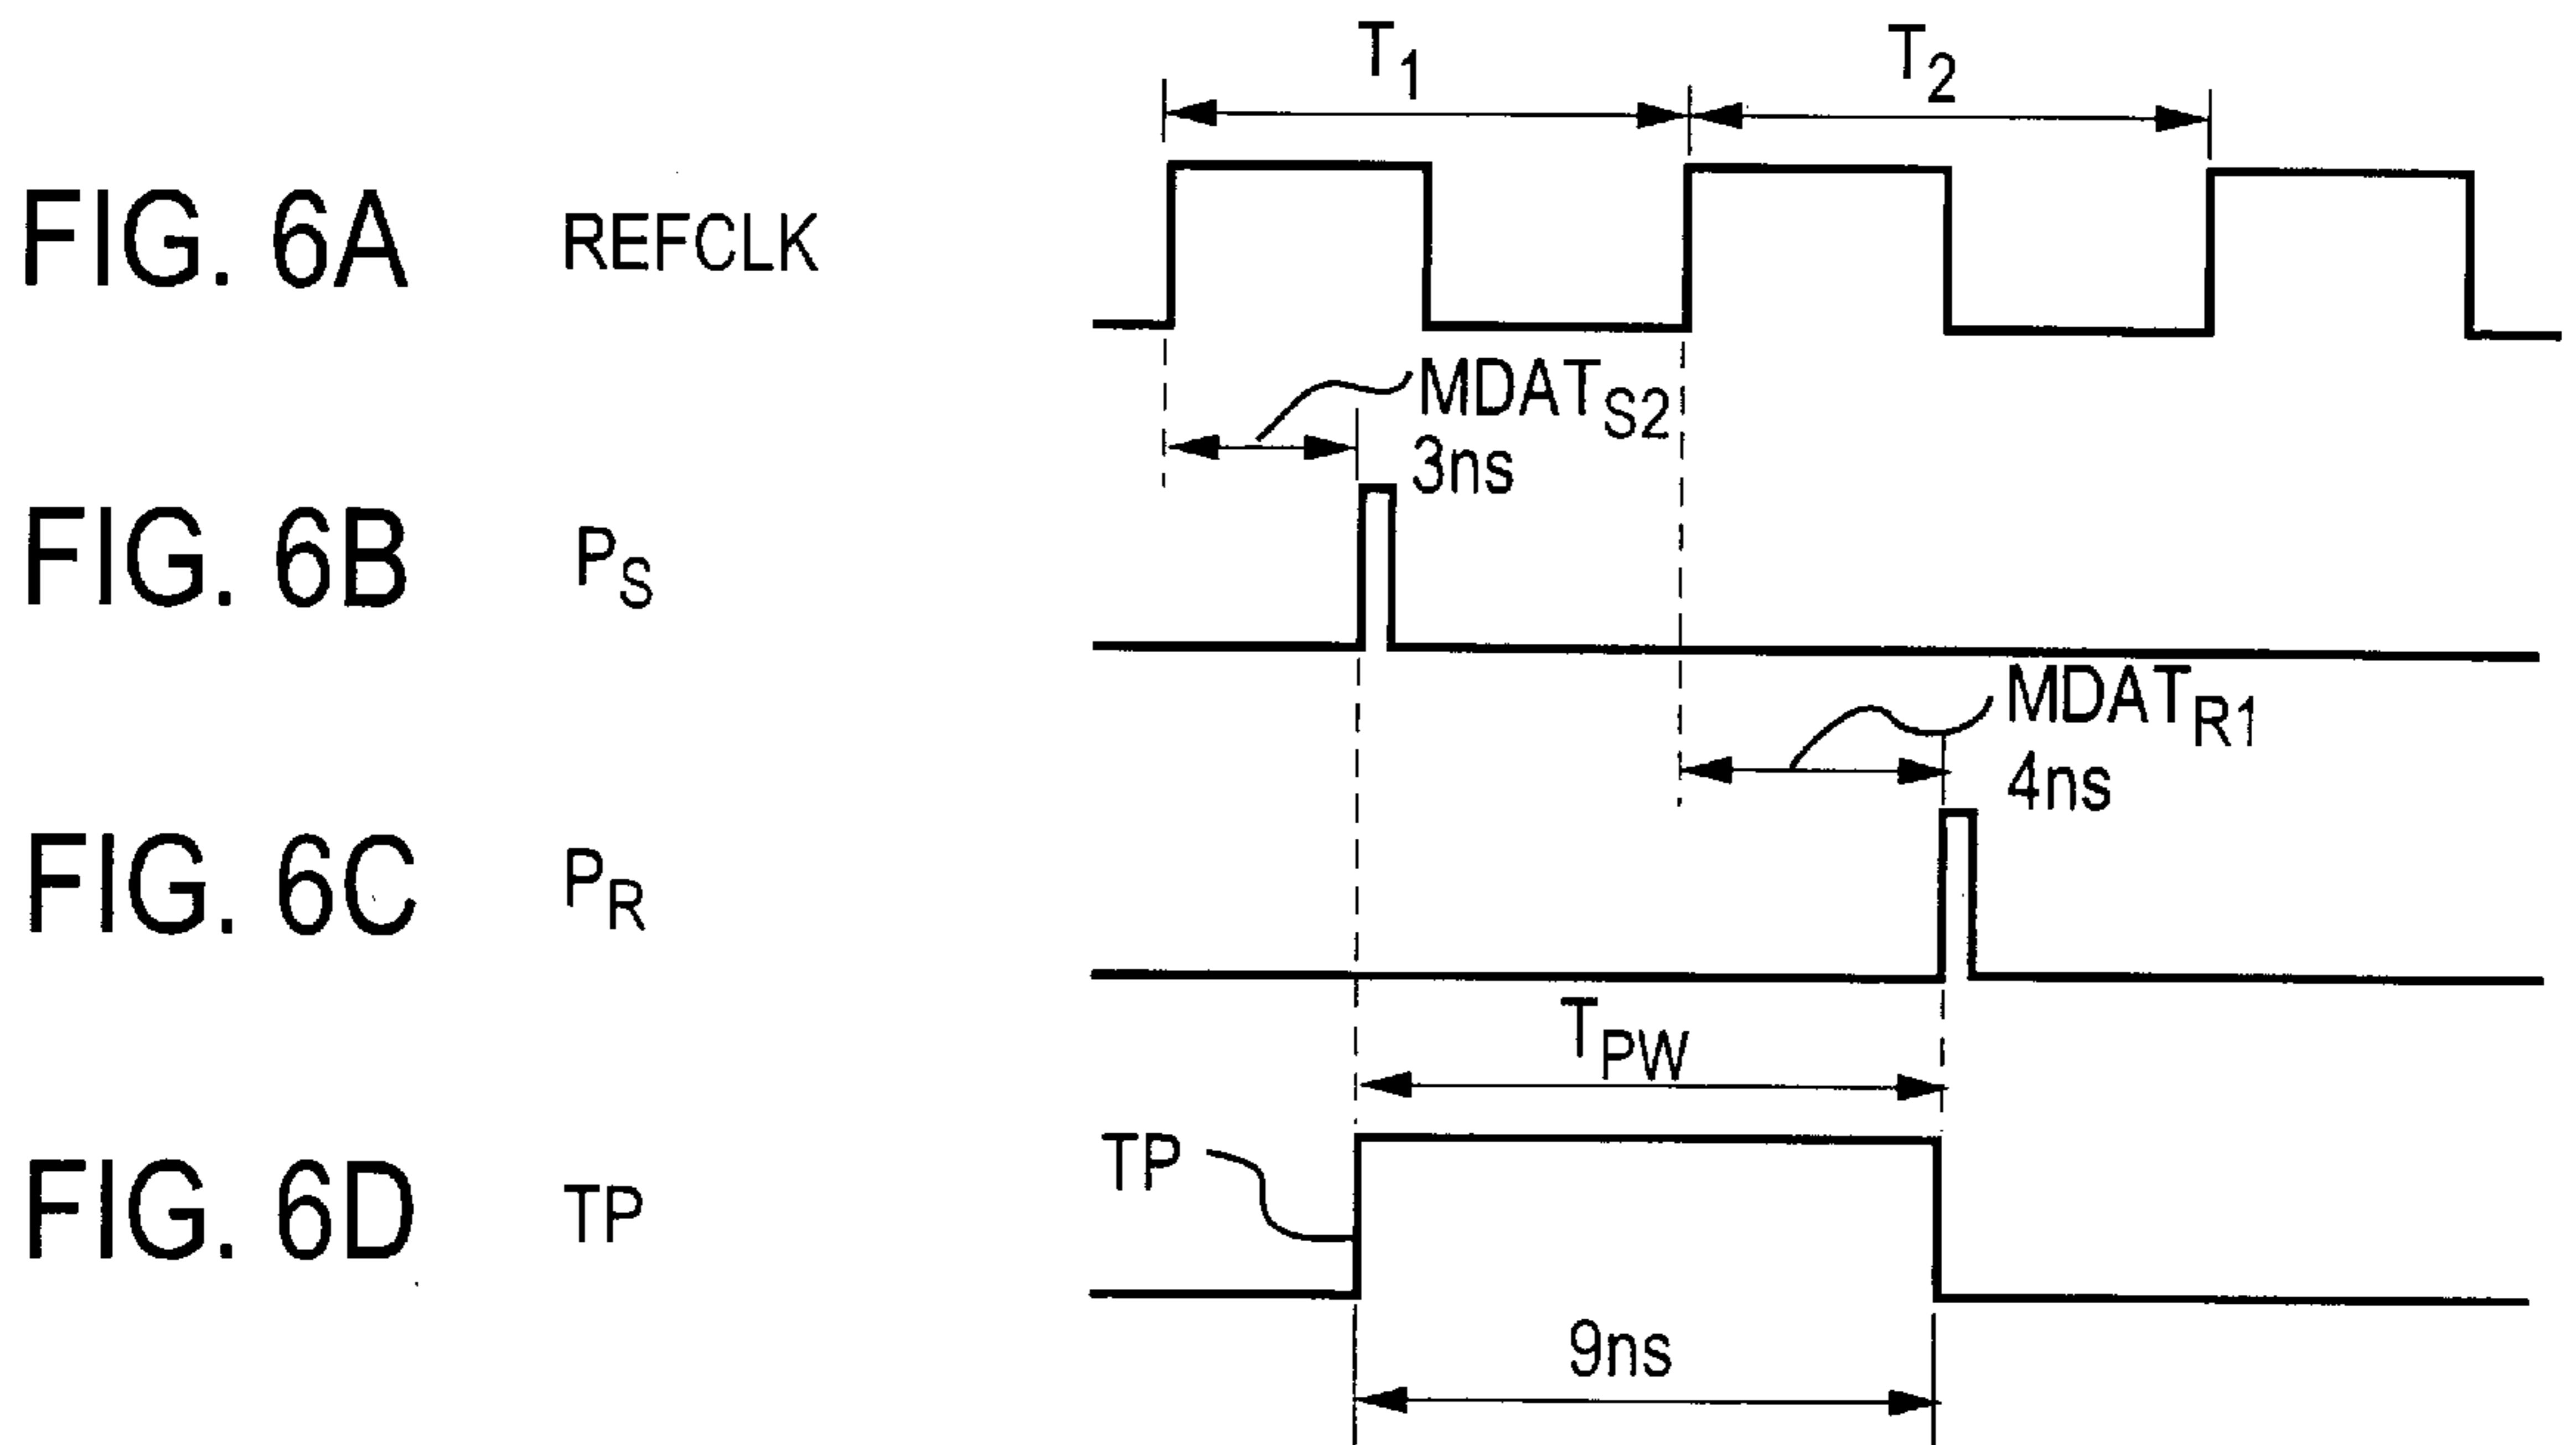 T1 T2
FIG. 6A REFCLK
MDATS2
3ns
FIG. 6B PS
MDATR1
4ns
FIG. 6C PR
TPW
TP
FIG. 6D TP
9ns